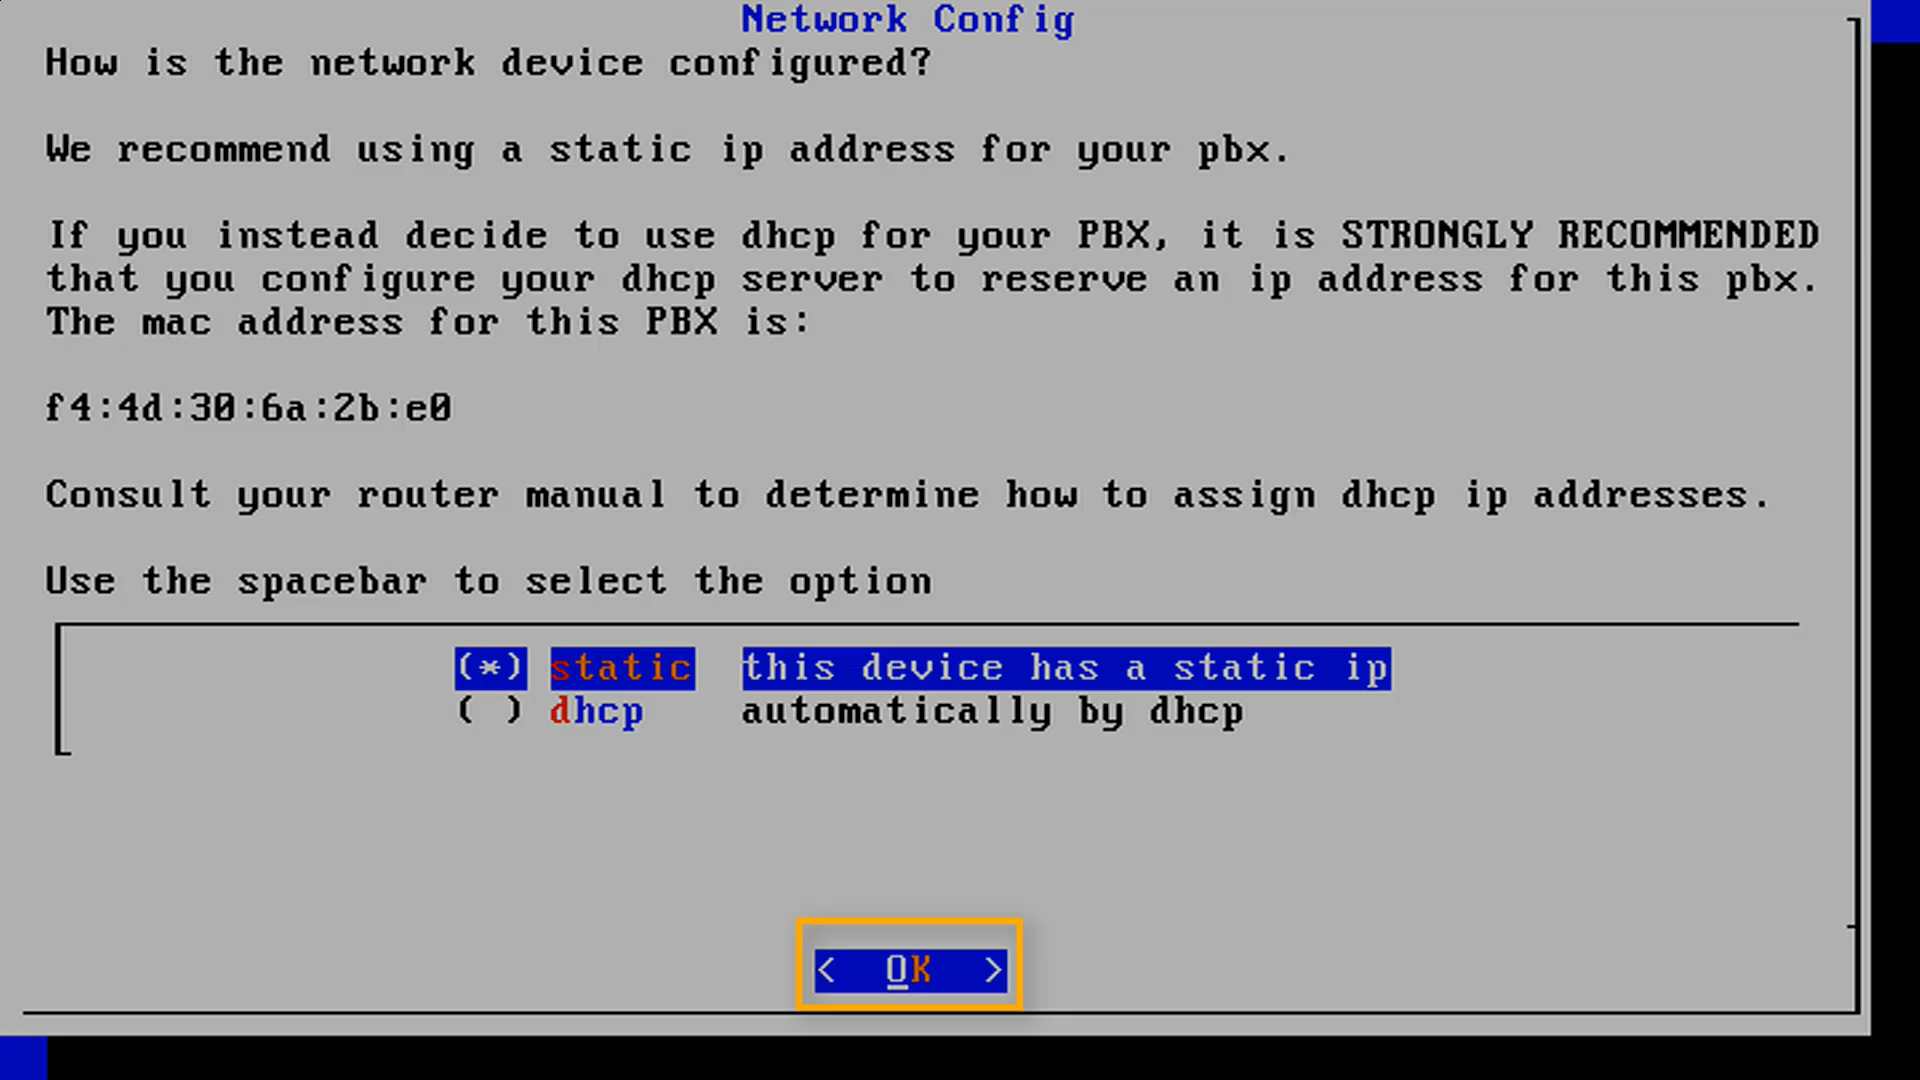 Network Config
How is the network device configured?
We recommend using a static ip address for your pbx.
If you instead decide to use dhcp for your PBX, it is STRONGLY RECOMMENDED
that you configure your dhcp server to reserve an ip address for this pbx.
The mac address for this PBX is:
f4:4d:30:6a:2b:e0
Consult your router manual to determine how to assign dhcp ip addresses.
Use the spacebar to select the option
(*) static this device has a static ip
( ) dhcp automatically by dhcp
< OK >